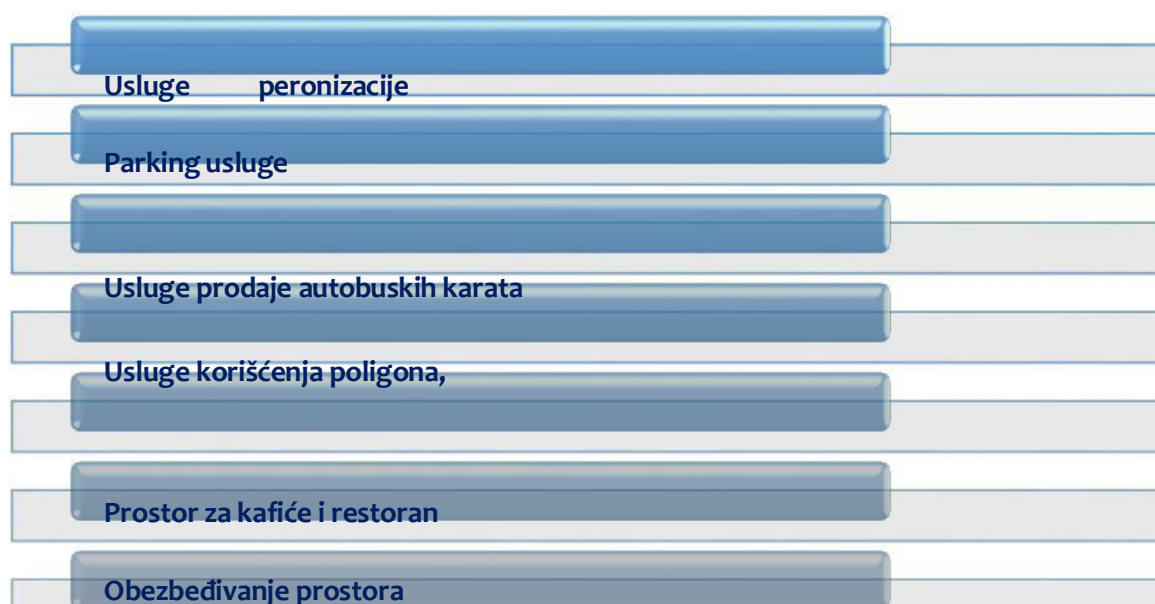 Usluge peronizacije
Parking usluge
Usluge prodaje autobuskih karata
Usluge korišćenja poligona,
Prostor za kafiće i restoran
Obezbeđivanje prostora